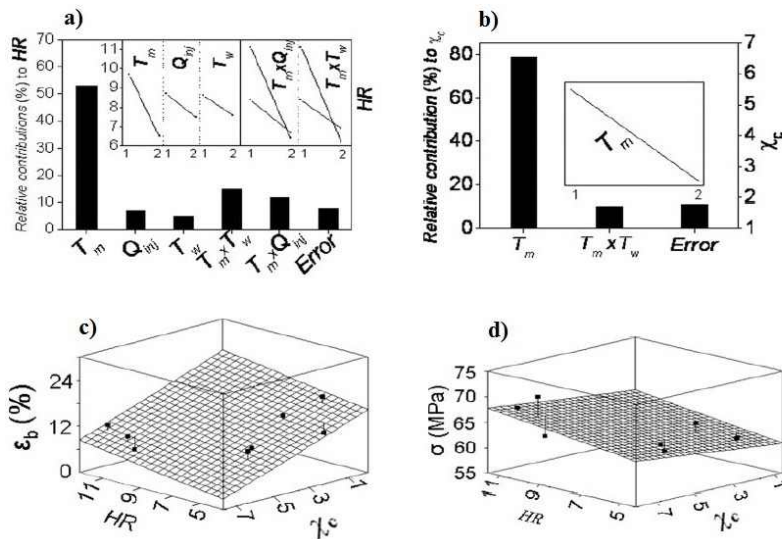 a)
Relative contributions (%) to HR
70
60
50
40
30
20
10
0
11
10
9
8
7
6
T_m
Q_inj
T_w
T_m x Q_inj
T_m x T_w
1 2 1 2 1 2 1 2 1 2
HR
T_m Q_inj T_w T_m x T_w T_m x Q_inj Error
b)
Relative contribution (%) to χ_c
80
60
40
20
0
T_m
1 2
7
6
5
4
3
2
1
χ_c
T_m T_m x T_w Error
c)
ε_b (%)
24
12
0
11 9 7 5
HR
7 5 3 1
χ_c
d)
σ (MPa)
75
70
65
60
55
11 9 7 5
HR
7 5 3 1
χ_c